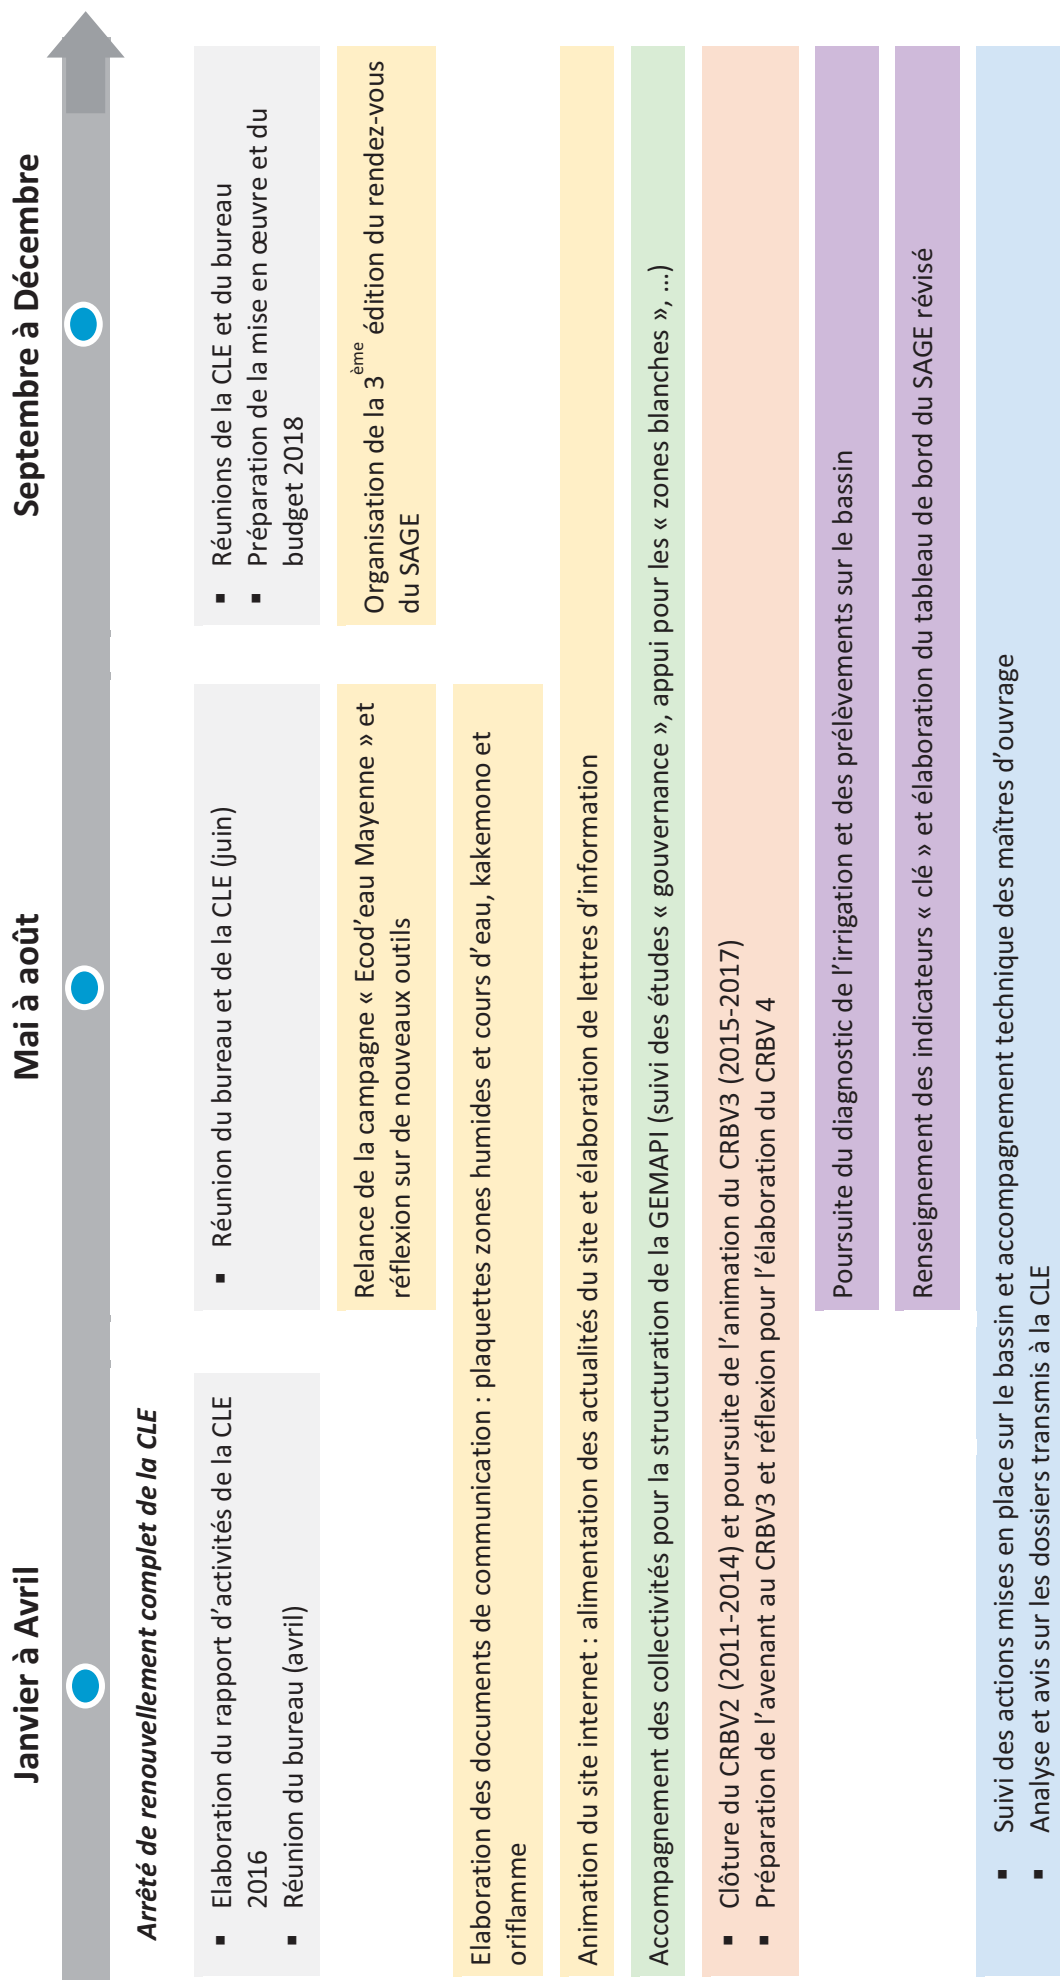 Janvier à Avril
Mai à août
Septembre à Décembre
Arrêté de renouvellement complet de la CLE
▪ Elaboration du rapport d’activités de la CLE
2016
▪ Réunion du bureau (avril)
▪ Réunion du bureau et de la CLE (juin)
▪ Réunions de la CLE et du bureau
▪ Préparation de la mise en œuvre et du
budget 2018
Relance de la campagne « Ecod’eau Mayenne » et
réflexion sur de nouveaux outils
Organisation de la 3ème édition du rendez-vous
du SAGE
Elaboration des documents de communication : plaquettes zones humides et cours d’eau, kakemono et
oriflamme
Animation du site internet : alimentation des actualités du site et élaboration de lettres d’information
Accompagnement des collectivités pour la structuration de la GEMAPI (suivi des études « gouvernance », appui pour les « zones blanches », …)
▪ Clôture du CRBV2 (2011-2014) et poursuite de l’animation du CRBV3 (2015-2017)
▪ Préparation de l’avenant au CRBV3 et réflexion pour l’élaboration du CRBV 4
Poursuite du diagnostic de l’irrigation et des prélèvements sur le bassin
Renseignement des indicateurs « clé » et élaboration du tableau de bord du SAGE révisé
▪ Suivi des actions mises en place sur le bassin et accompagnement technique des maîtres d’ouvrage
▪ Analyse et avis sur les dossiers transmis à la CLE